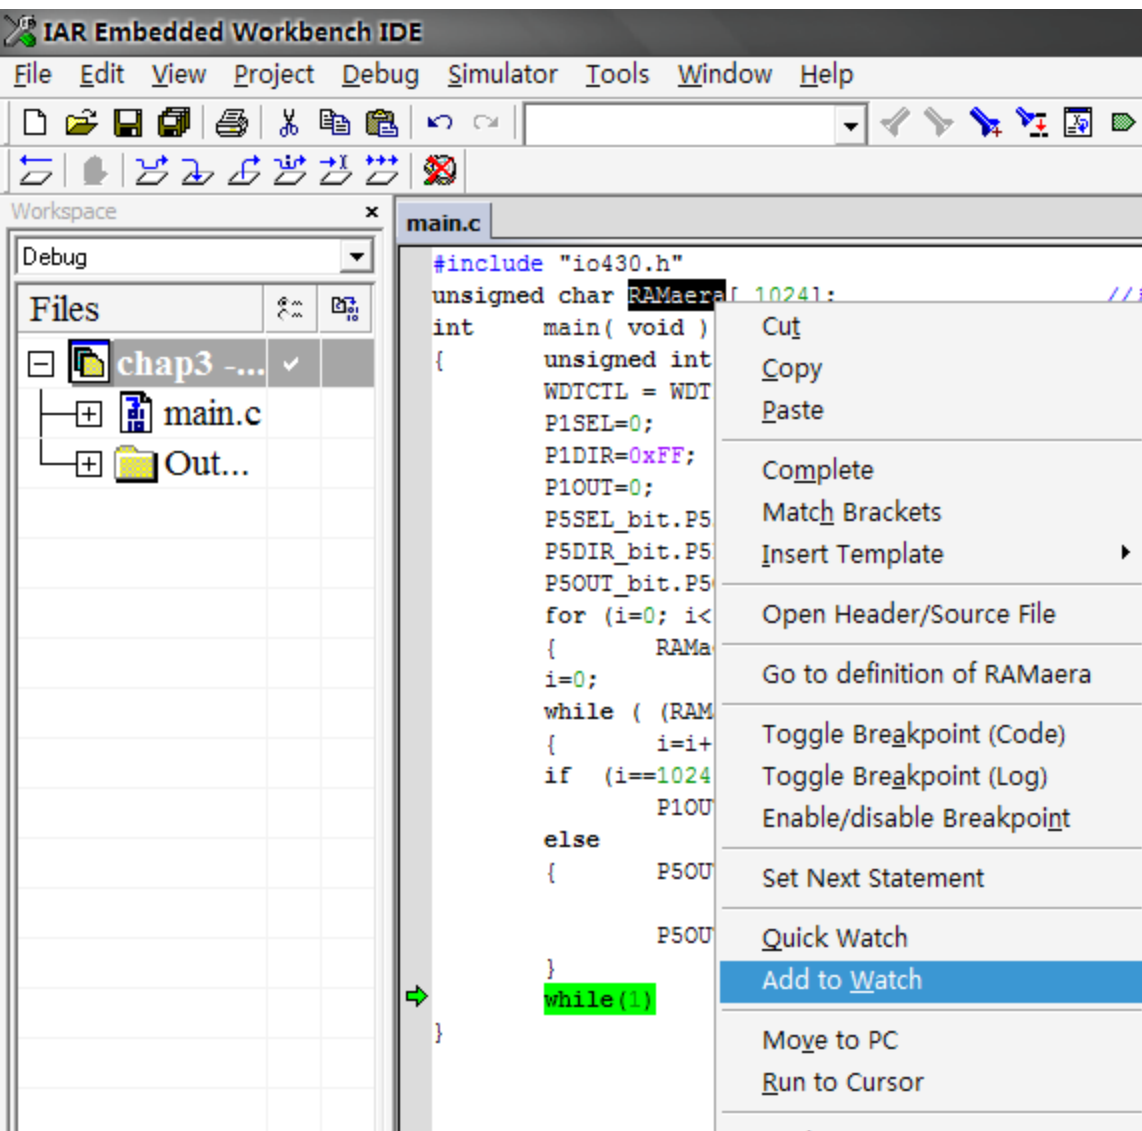 IAR Embedded Workbench IDE
File Edit View Project Debug Simulator Tools Window Help
Workspace
Debug
Files
chap3 -...
main.c
Out...
main.c
#include "io430.h"
unsigned char RAMaera[ 1024]; //
int main( void )
{ unsigned int
WDTCTL = WDT
P1SEL=0;
P1DIR=0xFF;
P1OUT=0;
P5SEL_bit.P5
P5DIR_bit.P5
P5OUT_bit.P5
for (i=0; i<
{ RAMa
i=0;
while ( (RAM
{ i=i+
if (i==1024
P1OU
else
{ P5OU
P5OU
}
while(1)
}
Cut
Copy
Paste
Complete
Match Brackets
Insert Template
Open Header/Source File
Go to definition of RAMaera
Toggle Breakpoint (Code)
Toggle Breakpoint (Log)
Enable/disable Breakpoint
Set Next Statement
Quick Watch
Add to Watch
Move to PC
Run to Cursor